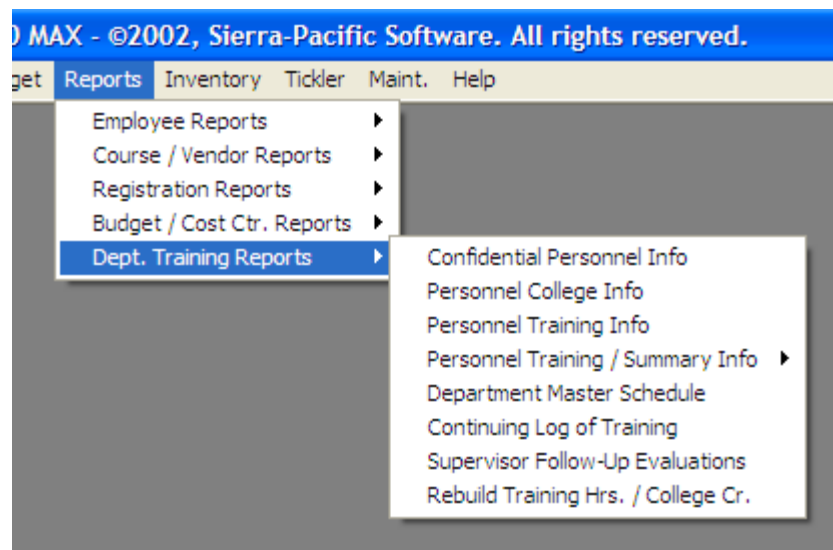 MAX - ©2002, Sierra-Pacific Software. All rights reserved.
get Reports Inventory Tickler Maint. Help
Employee Reports
Course / Vendor Reports
Registration Reports
Budget / Cost Ctr. Reports
Dept. Training Reports
Confidential Personnel Info
Personnel College Info
Personnel Training Info
Personnel Training / Summary Info
Department Master Schedule
Continuing Log of Training
Supervisor Follow-Up Evaluations
Rebuild Training Hrs. / College Cr.